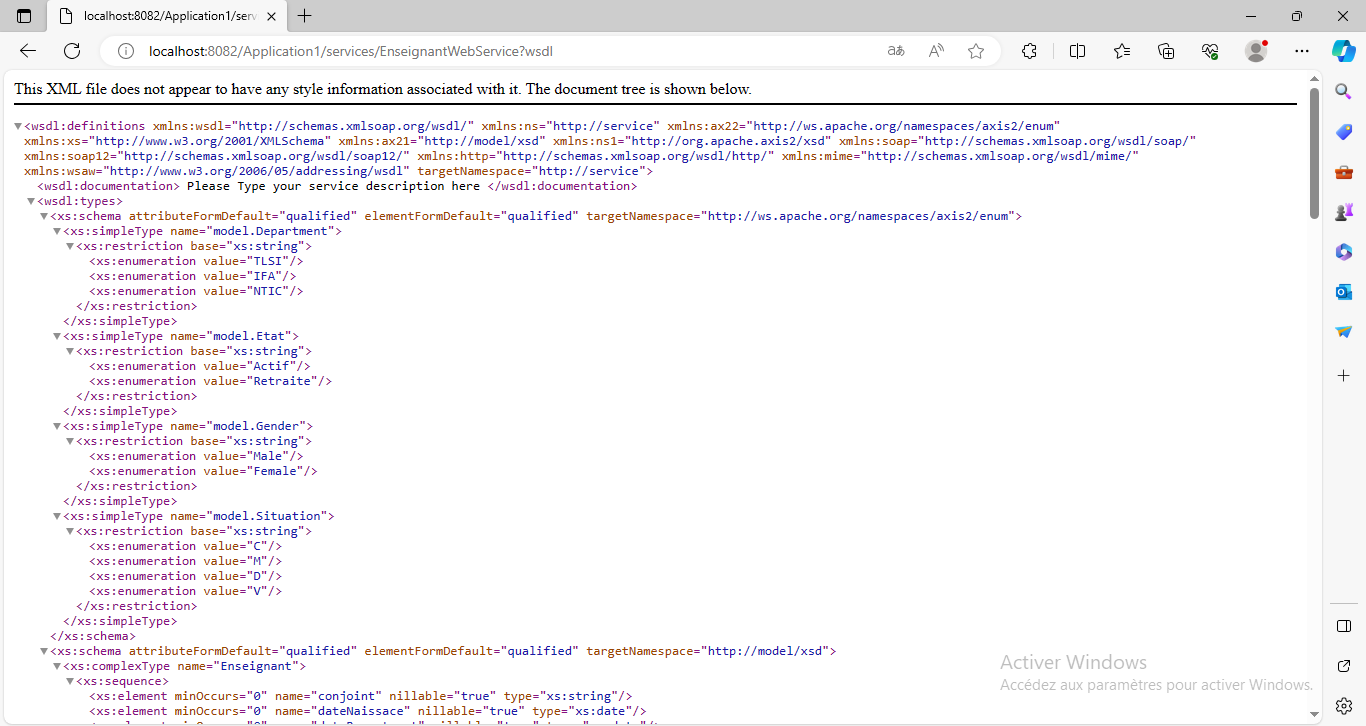 localhost:8082/Application1/serv
localhost:8082/Application1/services/EnseignantWebService?wsdl
This XML file does not appear to have any style information associated with it. The document tree is shown below.
▼<wsdl:definitions xmlns:wsdl="http://schemas.xmlsoap.org/wsdl/" xmlns:ns="http://service" xmlns:ax22="http://ws.apache.org/namespaces/axis2/enum"
xmlns:xs="http://www.w3.org/2001/XMLSchema" xmlns:ax21="http://model/xsd" xmlns:ns1="http://org.apache.axis2/xsd" xmlns:soap="http://schemas.xmlsoap.org/wsdl/soap/"
xmlns:soap12="http://schemas.xmlsoap.org/wsdl/soap12/" xmlns:http="http://schemas.xmlsoap.org/wsdl/http/" xmlns:mime="http://schemas.xmlsoap.org/wsdl/mime/"
xmlns:wsaw="http://www.w3.org/2006/05/addressing/wsdl" targetNamespace="http://service">
<wsdl:documentation> Please Type your service description here </wsdl:documentation>
▼<wsdl:types>
▼<xs:schema attributeFormDefault="qualified" elementFormDefault="qualified" targetNamespace="http://ws.apache.org/namespaces/axis2/enum">
▼<xs:simpleType name="model.Department">
▼<xs:restriction base="xs:string">
<xs:enumeration value="TLSI"/>
<xs:enumeration value="IFA"/>
<xs:enumeration value="NTIC"/>
</xs:restriction>
</xs:simpleType>
▼<xs:simpleType name="model.Etat">
▼<xs:restriction base="xs:string">
<xs:enumeration value="Actif"/>
<xs:enumeration value="Retraite"/>
</xs:restriction>
</xs:simpleType>
▼<xs:simpleType name="model.Gender">
▼<xs:restriction base="xs:string">
<xs:enumeration value="Male"/>
<xs:enumeration value="Female"/>
</xs:restriction>
</xs:simpleType>
▼<xs:simpleType name="model.Situation">
▼<xs:restriction base="xs:string">
<xs:enumeration value="C"/>
<xs:enumeration value="M"/>
<xs:enumeration value="D"/>
<xs:enumeration value="V"/>
</xs:restriction>
</xs:simpleType>
</xs:schema>
▼<xs:schema attributeFormDefault="qualified" elementFormDefault="qualified" targetNamespace="http://model/xsd">
▼<xs:complexType name="Enseignant">
▼<xs:sequence>
<xs:element minOccurs="0" name="conjoint" nillable="true" type="xs:string"/>
<xs:element minOccurs="0" name="dateNaissace" nillable="true" type="xs:date"/>
Activer Windows
Accédez aux paramètres pour activer Windows.